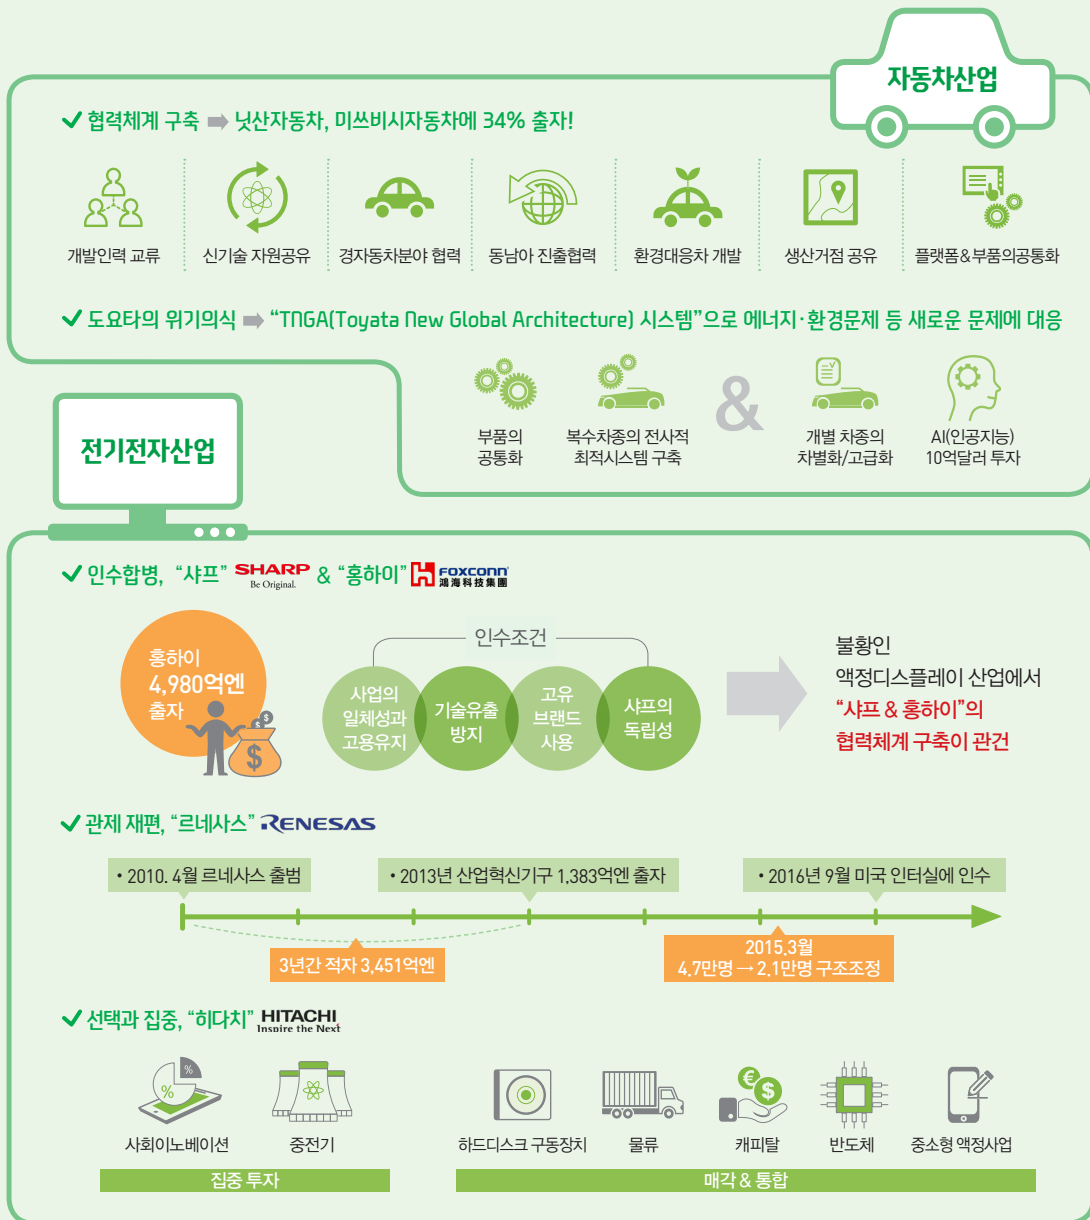 자동차산업
협력체계 구축 ➡ 닛산자동차, 미쓰비시자동차에 34% 출자!
개발인력 교류
신기술 자원공유
경자동차분야 협력
동남아 진출협력
환경대응차 개발
생산거점 공유
플랫폼&부품의공통화
도요타의 위기의식 ➡ “TNGA(Toyata New Global Architecture) 시스템”으로 에너지·환경문제 등 새로운 문제에 대응
부품의
공통화
복수차종의 전사적
최적시스템 구축
&
개별 차종의
차별화/고급화
AI(인공지능)
10억달러 투자
전기전자산업
인수합병, “샤프” SHARP & “홍하이” FOXCONN
Be Original. 鴻海科技集團
홍하이
4,980억엔
출자
$ $
$
인수조건
사업의
일체성과
고용유지
기술유출
방지
고유
브랜드
사용
샤프의
독립성
불황인
액정디스플레이 산업에서
“샤프 & 홍하이”의
협력체계 구축이 관건
관제 재편, “르네사스” RENESAS
• 2010. 4월 르네사스 출범
• 2013년 산업혁신기구 1,383억엔 출자
• 2016년 9월 미국 인터실에 인수
3년간 적자 3,451억엔
2015.3월
4.7만명 → 2.1만명 구조조정
선택과 집중, “히다치” HITACHI
Inspire the Next
% %
€ $
사회이노베이션
중전기
하드디스크 구동장치
물류
캐피탈
반도체
중소형 액정사업
집중 투자
매각 & 통합